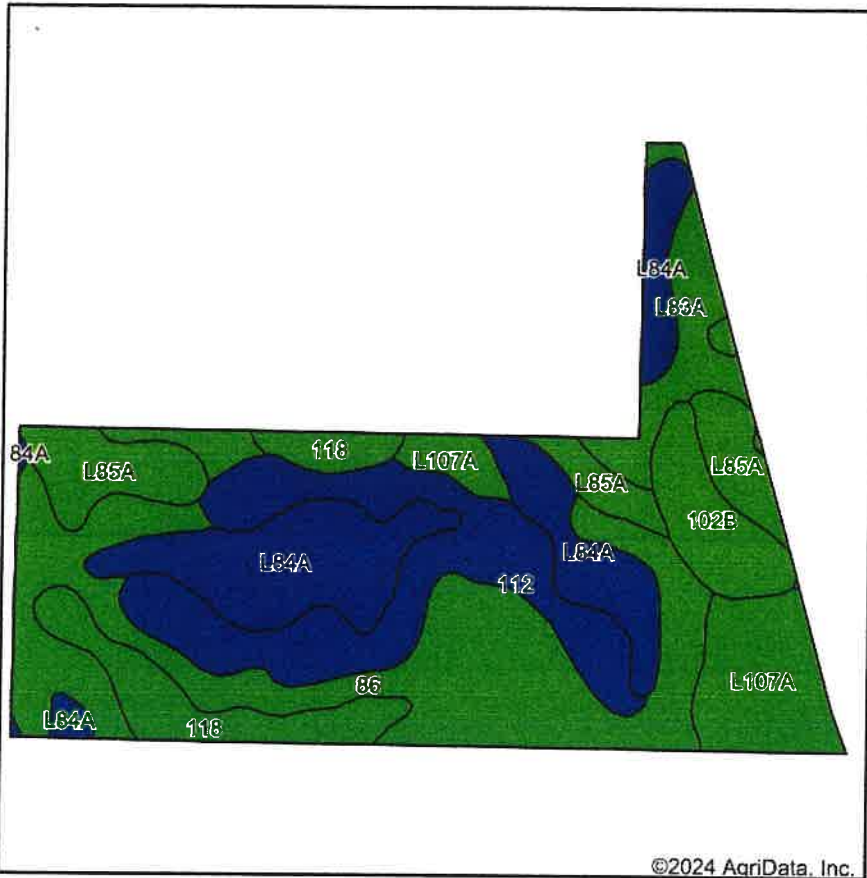 L84A
L83A
84A
L85A
118
L107A
L85A
L85A
102B
L84A
L84A
112
86
L107A
L84A
118
©2024 AgriData, Inc.